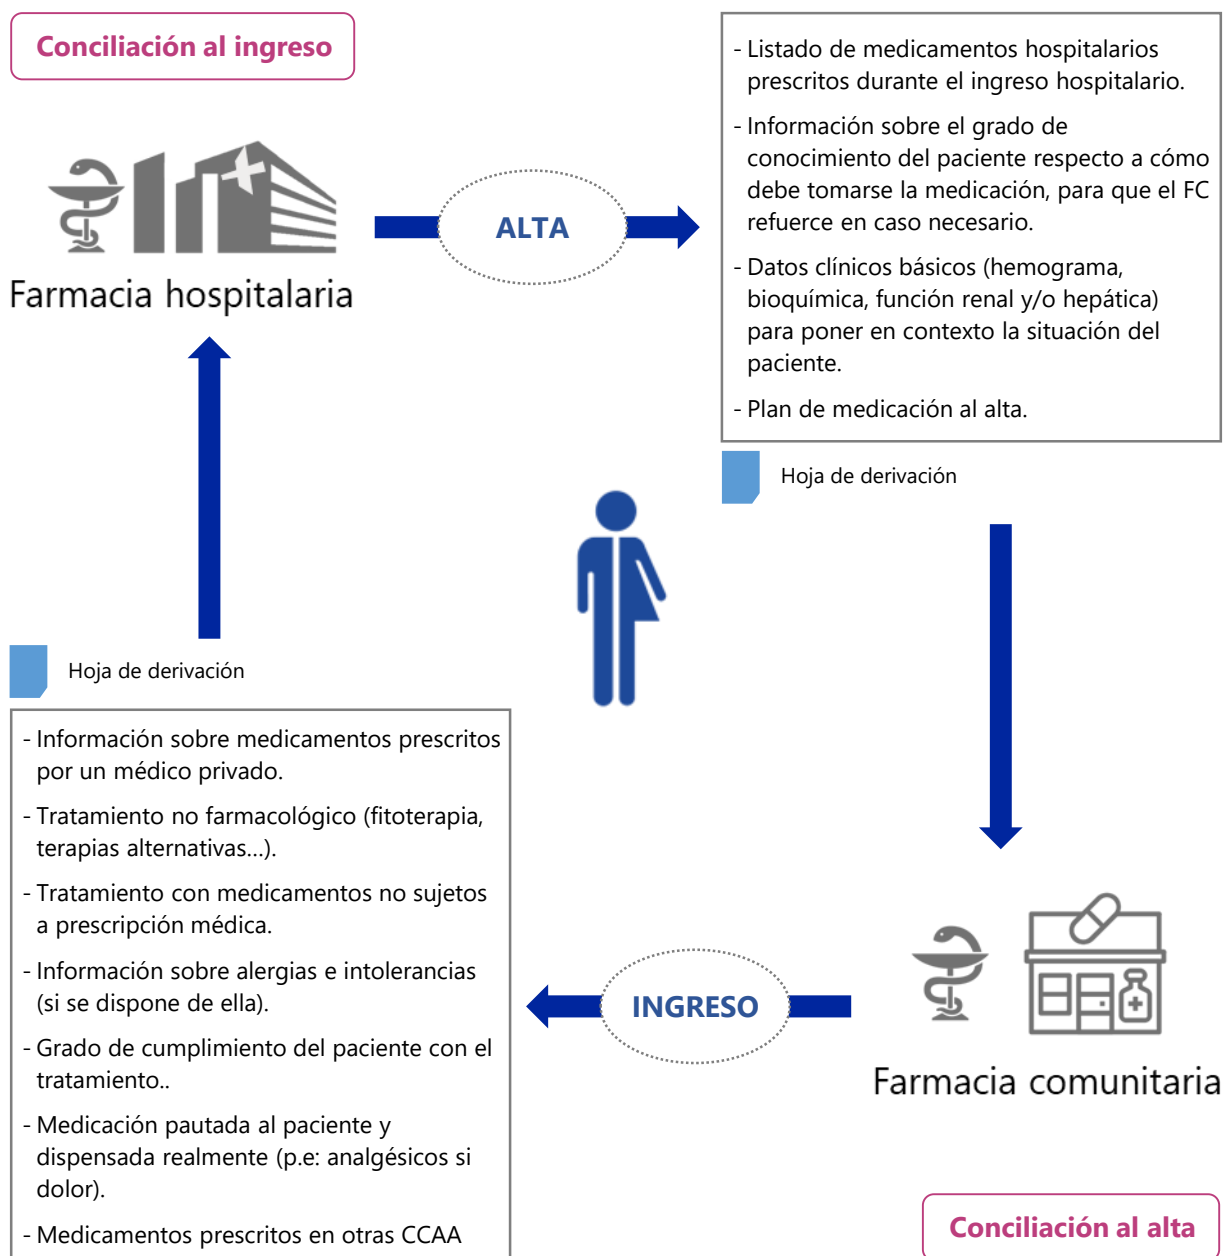 Conciliación al ingreso
- Listado de medicamentos hospitalarios
prescritos durante el ingreso hospitalario.
- Información sobre el grado de
conocimiento del paciente respecto a cómo
debe tomarse la medicación, para que el FC
refuerce en caso necesario.
- Datos clínicos básicos (hemograma,
bioquímica, función renal y/o hepática)
para poner en contexto la situación del
paciente.
- Plan de medicación al alta.
ALTA
Farmacia hospitalaria
Hoja de derivación
Hoja de derivación
- Información sobre medicamentos prescritos
por un médico privado.
- Tratamiento no farmacológico (fitoterapia,
terapias alternativas...).
- Tratamiento con medicamentos no sujetos
a prescripción médica.
- Información sobre alergias e intolerancias
(si se dispone de ella).
- Grado de cumplimiento del paciente con el
tratamiento..
- Medicación pautada al paciente y
dispensada realmente (p.e: analgésicos si
dolor).
- Medicamentos prescritos en otras CCAA
INGRESO
Farmacia comunitaria
Conciliación al alta